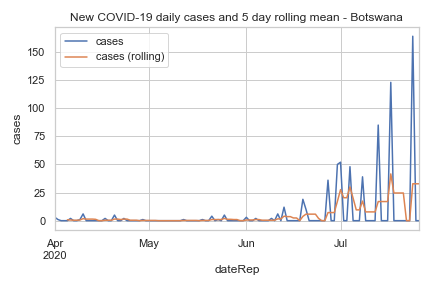 New COVID-19 daily cases and 5 day rolling mean - Botswana
cases
cases (rolling)
150
125
100
75
50
25
0
cases
Apr
2020
May
Jun
Jul
dateRep